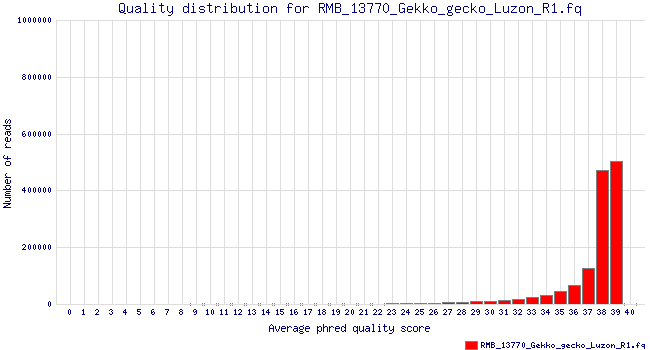 Quality distribution for RMB_13770_Gekko_gecko_Luzon_R1.fq
1000000
800000
600000
400000
200000
0
Number of reads
0 1 2 3 4 5 6 7 8 9 10 11 12 13 14 15 16 17 18 19 20 21 22 23 24 25 26 27 28 29 30 31 32 33 34 35 36 37 38 39 40
Average phred quality score
RMB_13770_Gekko_gecko_Luzon_R1.fq